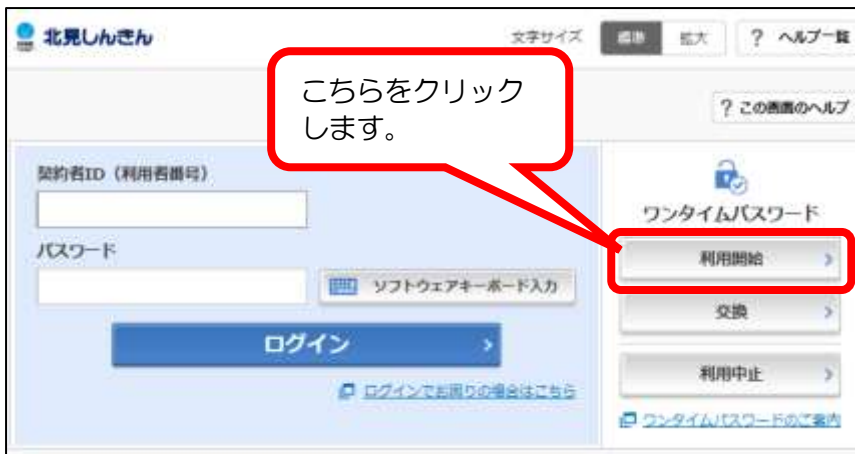 北見しんきん
文字サイズ 標準 拡大 ? ヘルプ一覧
こちらをクリック
します。
? この画面のヘルプ
契約者ID（利用者番号）
ワンタイムパスワード
パスワード
利用開始
ソフトウェアキーボード入力
交換
ログイン
利用中止
ログインでお困りの場合はこちら
ワンタイムパスワードのご案内